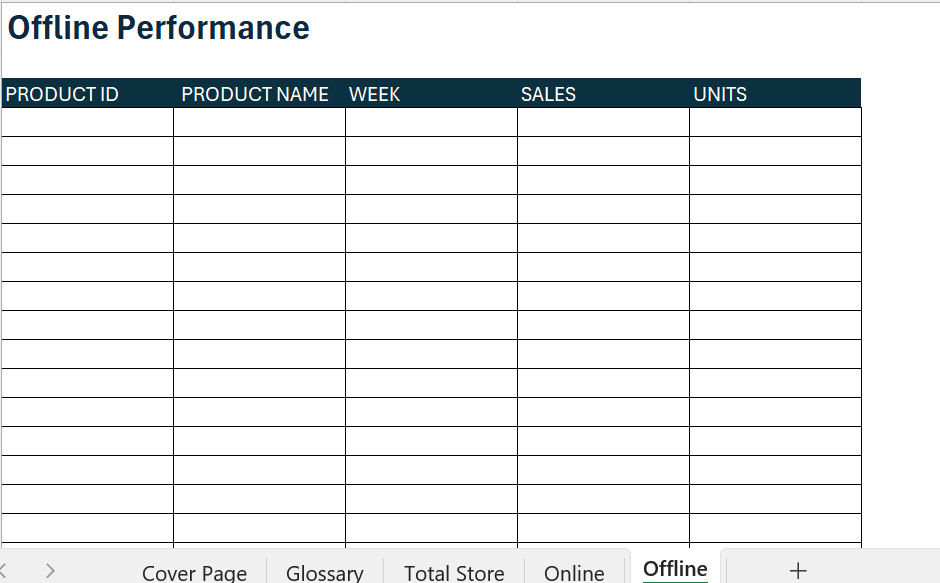 Offline Performance
PRODUCT ID PRODUCT NAME WEEK SALES UNITS
Cover Page Glossary Total Store Online Offline